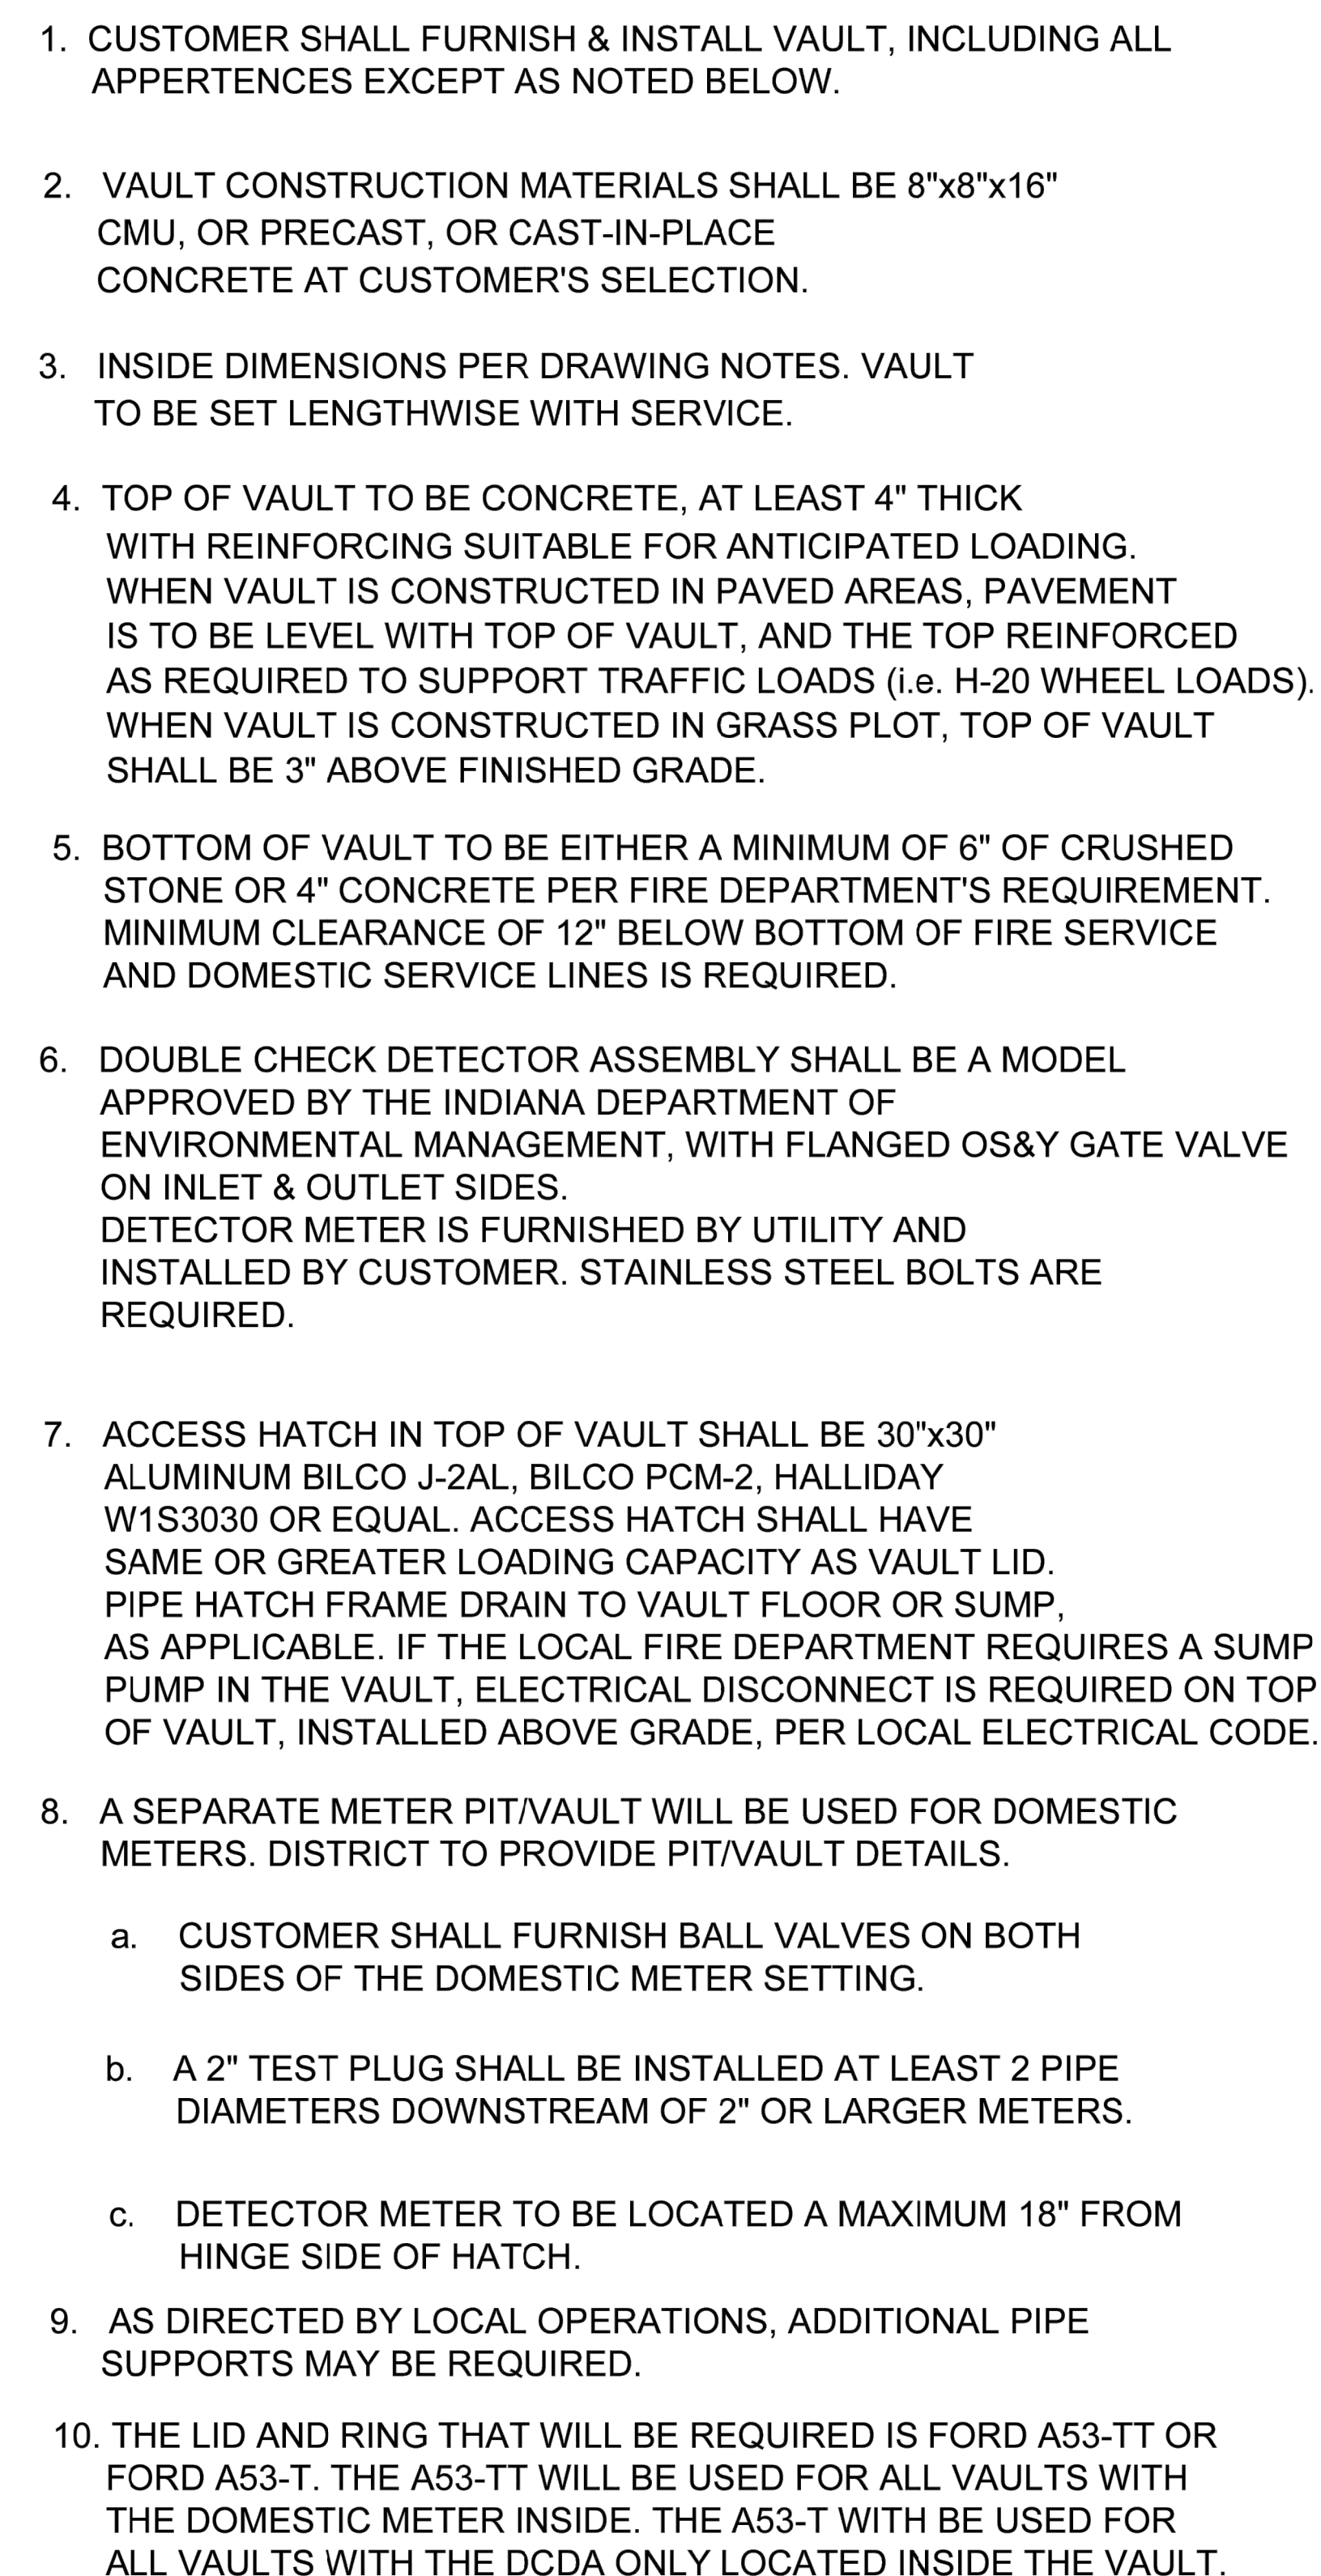 1. CUSTOMER SHALL FURNISH & INSTALL VAULT, INCLUDING ALL
APPERTENCES EXCEPT AS NOTED BELOW.
2. VAULT CONSTRUCTION MATERIALS SHALL BE 8"x8"x16"
CMU, OR PRECAST, OR CAST-IN-PLACE
CONCRETE AT CUSTOMER'S SELECTION.
3. INSIDE DIMENSIONS PER DRAWING NOTES. VAULT
TO BE SET LENGTHWISE WITH SERVICE.
4. TOP OF VAULT TO BE CONCRETE, AT LEAST 4" THICK
WITH REINFORCING SUITABLE FOR ANTICIPATED LOADING.
WHEN VAULT IS CONSTRUCTED IN PAVED AREAS, PAVEMENT
IS TO BE LEVEL WITH TOP OF VAULT, AND THE TOP REINFORCED
AS REQUIRED TO SUPPORT TRAFFIC LOADS (i.e. H-20 WHEEL LOADS).
WHEN VAULT IS CONSTRUCTED IN GRASS PLOT, TOP OF VAULT
SHALL BE 3" ABOVE FINISHED GRADE.
5. BOTTOM OF VAULT TO BE EITHER A MINIMUM OF 6" OF CRUSHED
STONE OR 4" CONCRETE PER FIRE DEPARTMENT'S REQUIREMENT.
MINIMUM CLEARANCE OF 12" BELOW BOTTOM OF FIRE SERVICE
AND DOMESTIC SERVICE LINES IS REQUIRED.
6. DOUBLE CHECK DETECTOR ASSEMBLY SHALL BE A MODEL
APPROVED BY THE INDIANA DEPARTMENT OF
ENVIRONMENTAL MANAGEMENT, WITH FLANGED OS&Y GATE VALVE
ON INLET & OUTLET SIDES.
DETECTOR METER IS FURNISHED BY UTILITY AND
INSTALLED BY CUSTOMER. STAINLESS STEEL BOLTS ARE
REQUIRED.
7. ACCESS HATCH IN TOP OF VAULT SHALL BE 30"x30"
ALUMINUM BILCO J-2AL, BILCO PCM-2, HALLIDAY
W1S3030 OR EQUAL. ACCESS HATCH SHALL HAVE
SAME OR GREATER LOADING CAPACITY AS VAULT LID.
PIPE HATCH FRAME DRAIN TO VAULT FLOOR OR SUMP,
AS APPLICABLE. IF THE LOCAL FIRE DEPARTMENT REQUIRES A SUMP
PUMP IN THE VAULT, ELECTRICAL DISCONNECT IS REQUIRED ON TOP
OF VAULT, INSTALLED ABOVE GRADE, PER LOCAL ELECTRICAL CODE.
8. A SEPARATE METER PIT/VAULT WILL BE USED FOR DOMESTIC
METERS. DISTRICT TO PROVIDE PIT/VAULT DETAILS.
a. CUSTOMER SHALL FURNISH BALL VALVES ON BOTH
SIDES OF THE DOMESTIC METER SETTING.
b. A 2" TEST PLUG SHALL BE INSTALLED AT LEAST 2 PIPE
DIAMETERS DOWNSTREAM OF 2" OR LARGER METERS.
c. DETECTOR METER TO BE LOCATED A MAXIMUM 18" FROM
HINGE SIDE OF HATCH.
9. AS DIRECTED BY LOCAL OPERATIONS, ADDITIONAL PIPE
SUPPORTS MAY BE REQUIRED.
10. THE LID AND RING THAT WILL BE REQUIRED IS FORD A53-TT OR
FORD A53-T. THE A53-TT WILL BE USED FOR ALL VAULTS WITH
THE DOMESTIC METER INSIDE. THE A53-T WITH BE USED FOR
ALL VAULTS WITH THE DCDA ONLY LOCATED INSIDE THE VAULT.